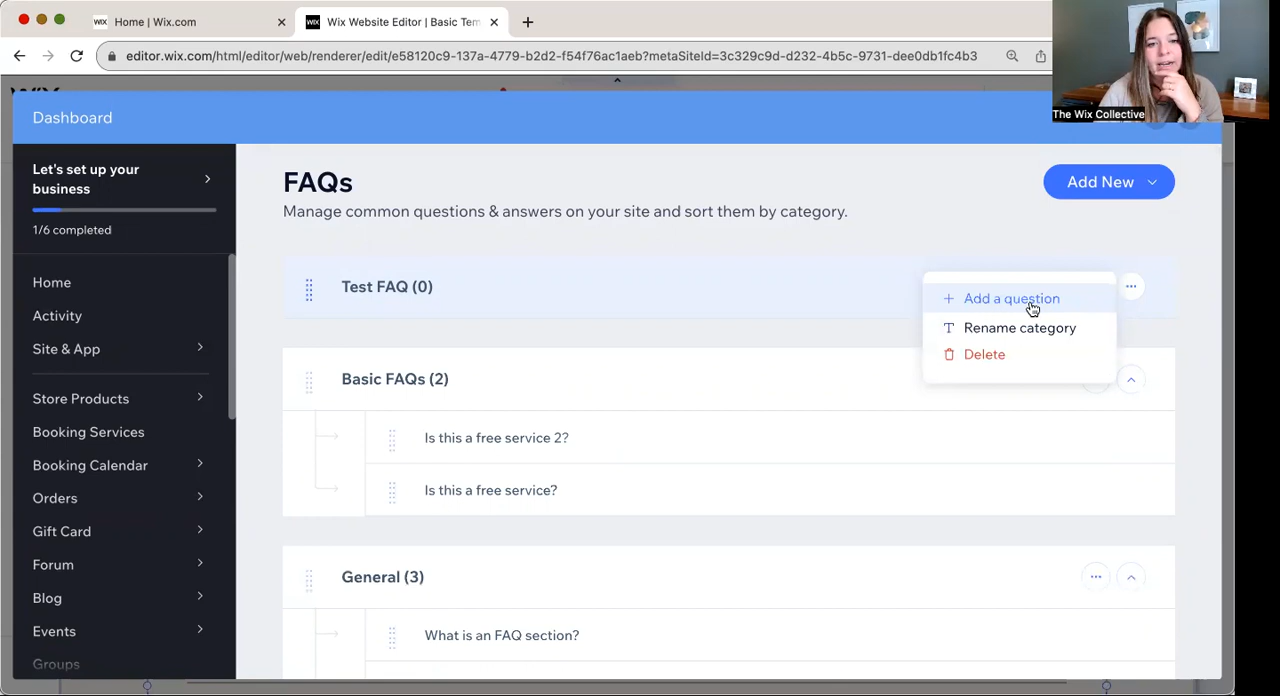 WIX Home | Wix.com
WIX Wix Website Editor | Basic Tem
editor.wix.com/html/editor/web/renderer/edit/e58120c9-137a-4779-b2d2-f54f76ac1aeb?metaSiteId=3c329c9d-d232-4b5c-9731-dee0db1fc4b3
The Wix Collective
Dashboard
Let's set up your
business
1/6 completed
Home
Activity
Site & App
Store Products
Booking Services
Booking Calendar
Orders
Gift Card
Forum
Blog
Events
Groups
FAQs
Manage common questions & answers on your site and sort them by category.
Add New
Test FAQ (0)
Add a question
Rename category
Delete
Basic FAQs (2)
Is this a free service 2?
Is this a free service?
General (3)
What is an FAQ section?